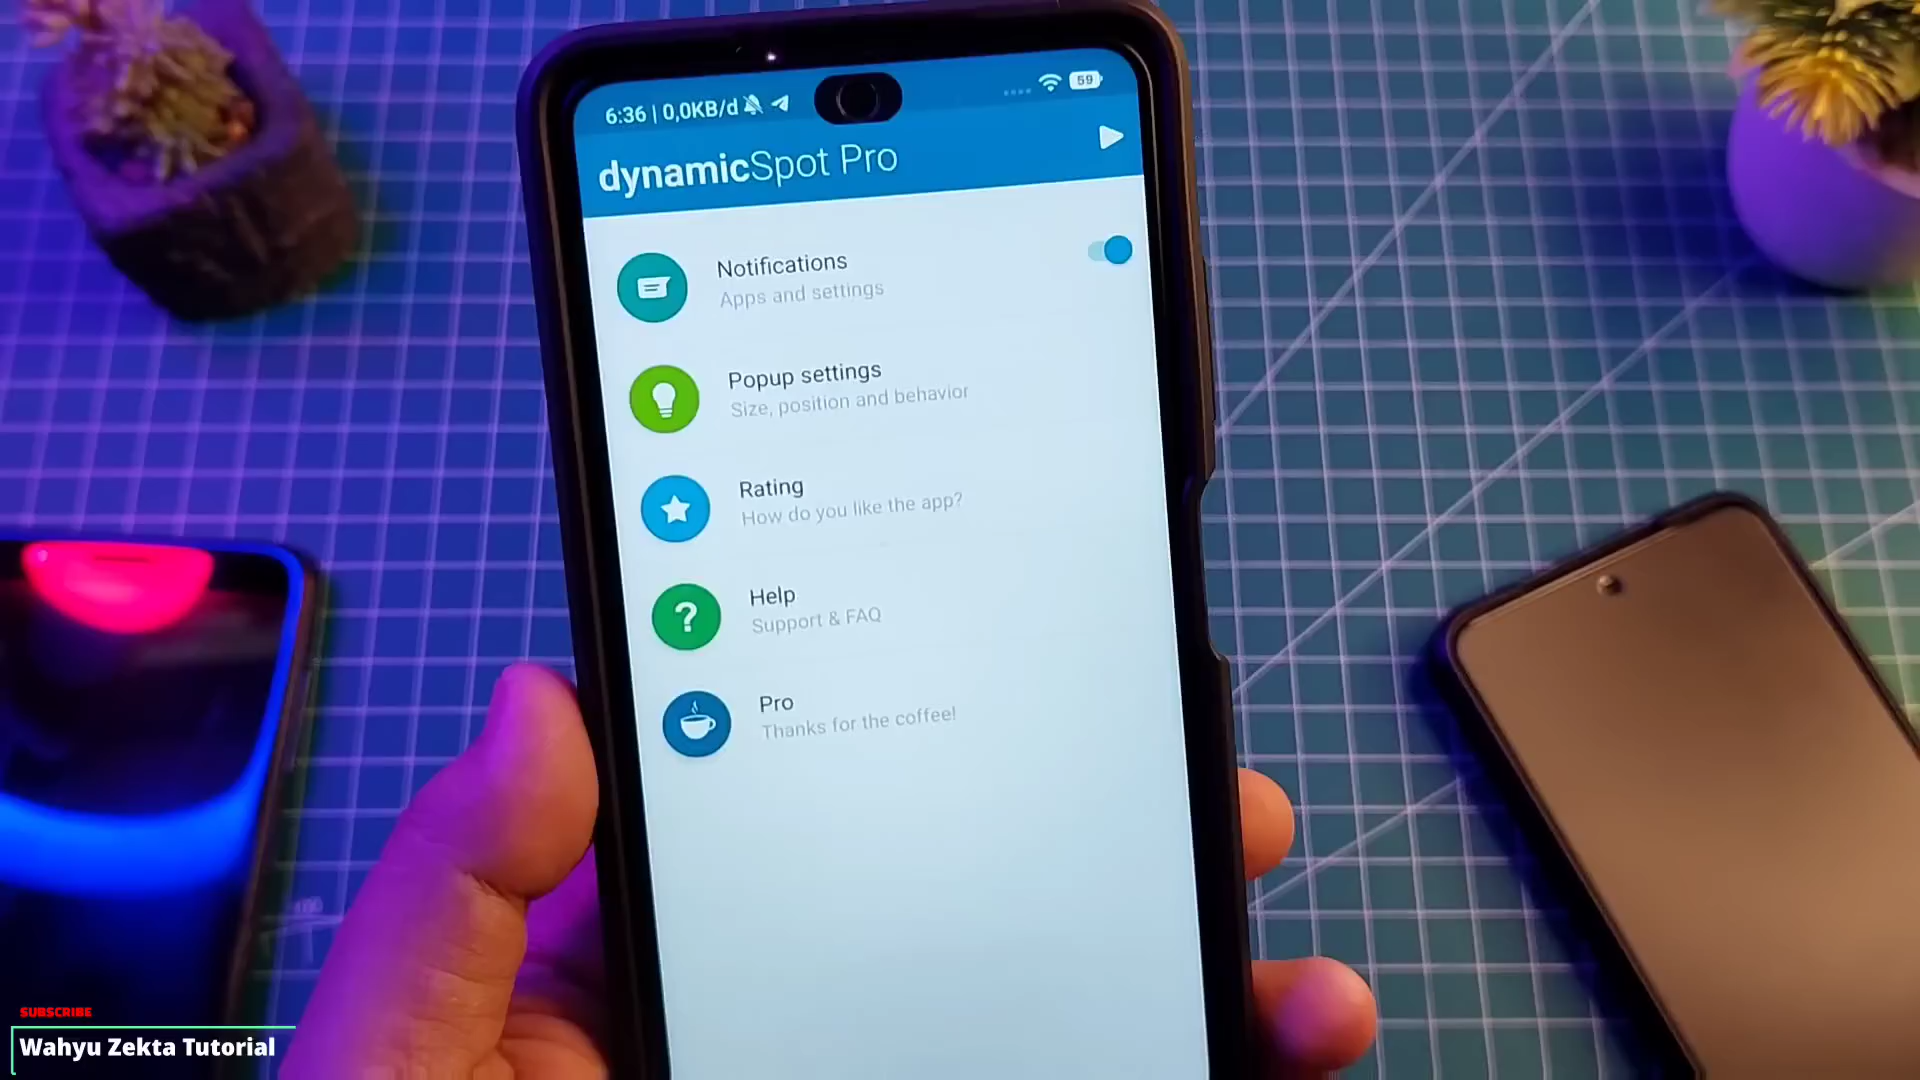 6:36 | 0,0KB/d
59
dynamicSpot Pro
Notifications
Apps and settings
Popup settings
Size, position and behavior
Rating
How do you like the app?
Help
Support & FAQ
Pro
Thanks for the coffee!
SUBSCRIBE
Wahyu Zekta Tutorial